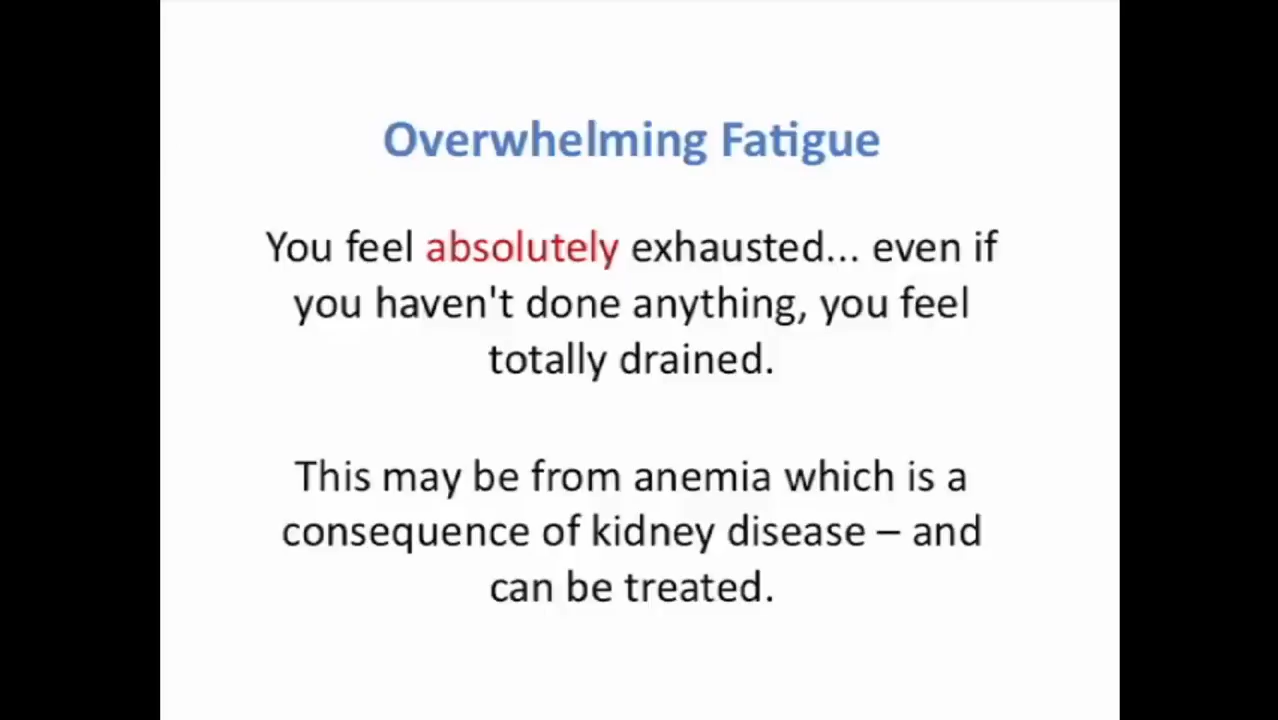 Overwhelming Fatigue
You feel absolutely exhausted... even if
you haven't done anything, you feel
totally drained.
This may be from anemia which is a
consequence of kidney disease – and
can be treated.